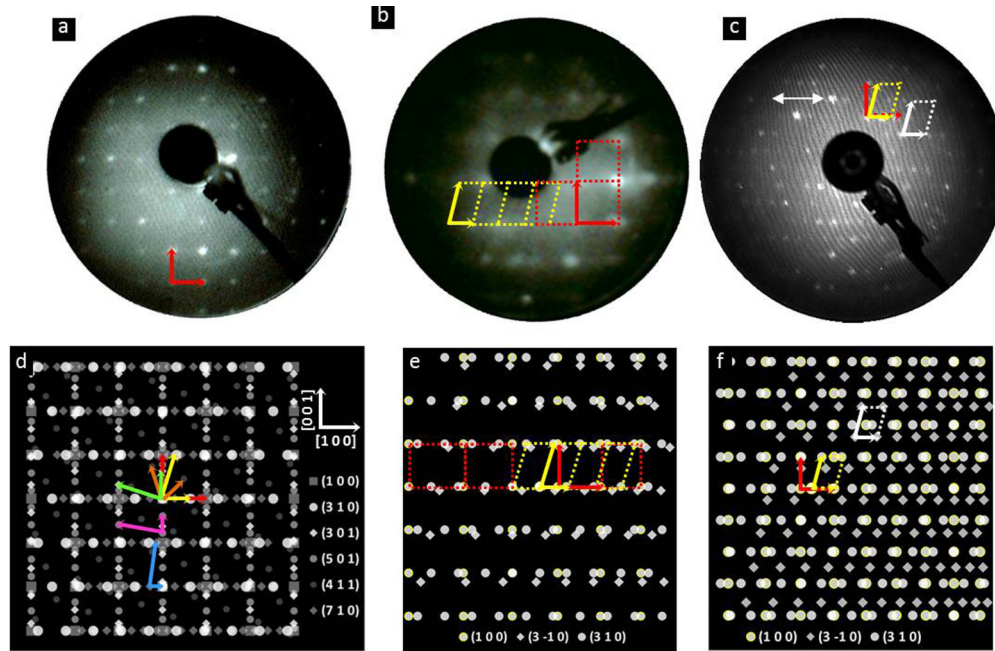 a
b
c
d
[0 0 1]
[1 0 0]
(1 0 0)
(3 1 0)
(3 0 1)
(5 0 1)
(4 1 1)
(7 1 0)
e
(1 0 0) (3 -1 0) (3 1 0)
f
(1 0 0) (3 -1 0) (3 1 0)